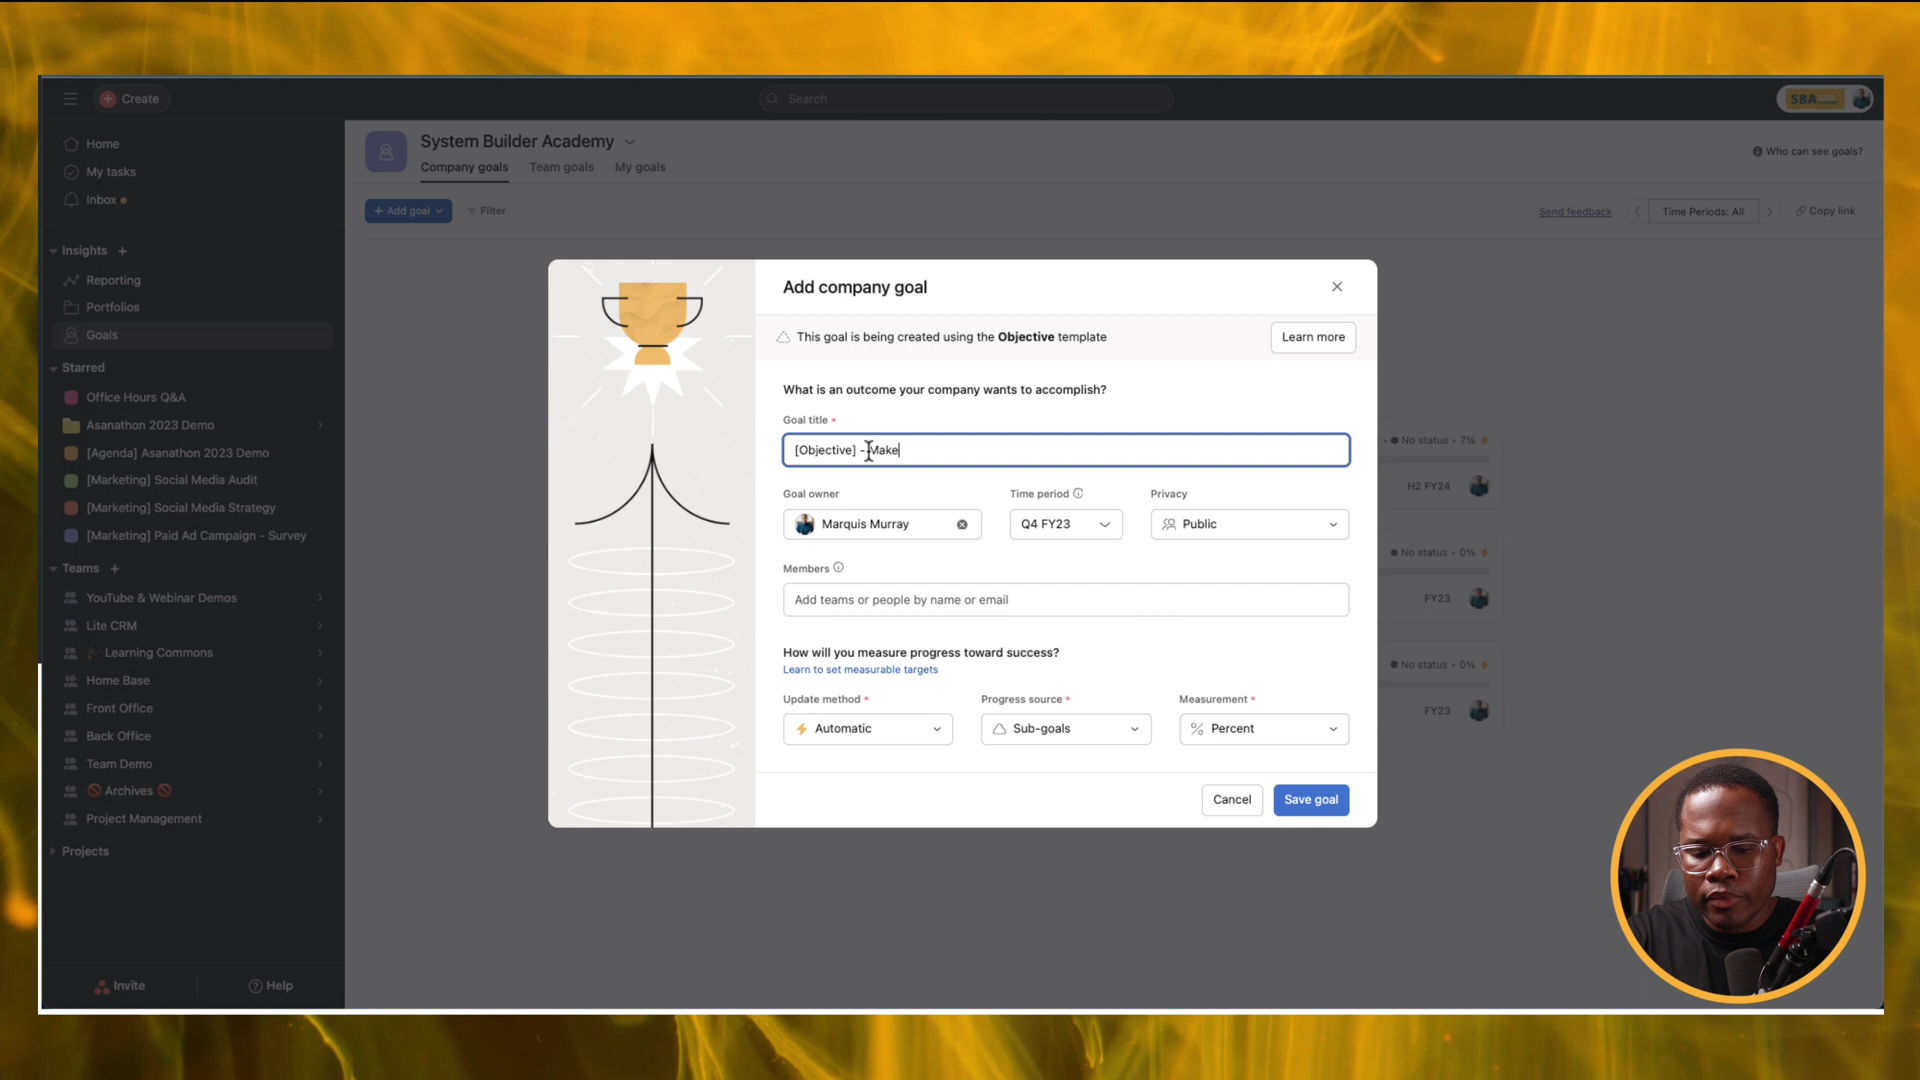 Create
Search
SBA
Home
My tasks
Inbox
Insights +
Reporting
Portfolios
Goals
Starred
Office Hours Q&A
Asanathon 2023 Demo
[Agenda] Asanathon 2023 Demo
[Marketing] Social Media Audit
[Marketing] Social Media Strategy
[Marketing] Paid Ad Campaign - Survey
Teams +
YouTube & Webinar Demos
Lite CRM
Learning Commons
Home Base
Front Office
Back Office
Team Demo
Archives
Project Management
Projects
Invite
Help
System Builder Academy
Company goals Team goals My goals
Who can see goals?
+ Add goal
Filter
Send feedback
Time Periods: All
Copy link
No status • 7%
H2 FY24
No status • 0%
FY23
No status • 0%
FY23
Add company goal
This goal is being created using the Objective template
Learn more
What is an outcome your company wants to accomplish?
Goal title *
[Objective] - Make
Goal owner Time period Privacy
Marquis Murray Q4 FY23 Public
Members
Add teams or people by name or email
How will you measure progress toward success?
Learn to set measurable targets
Update method * Progress source * Measurement *
Automatic Sub-goals Percent
Cancel Save goal